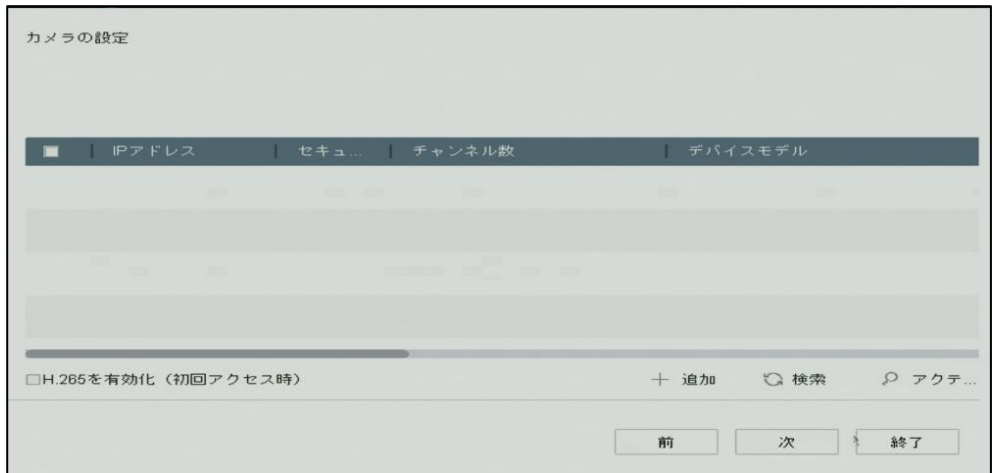 カメラの設定
IPアドレス セキュ... チャンネル数 デバイスモデル
H.265を有効化（初回アクセス時） 追加 検索 アクテ...
前 次 終了